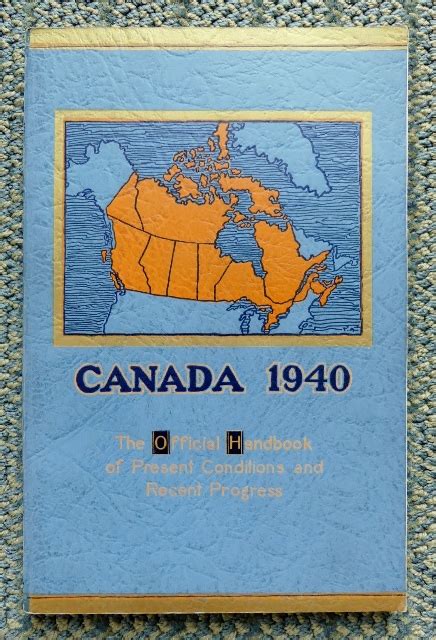 CANADA 1940
The Official Handbook
of Present Conditions and
Recent Progress